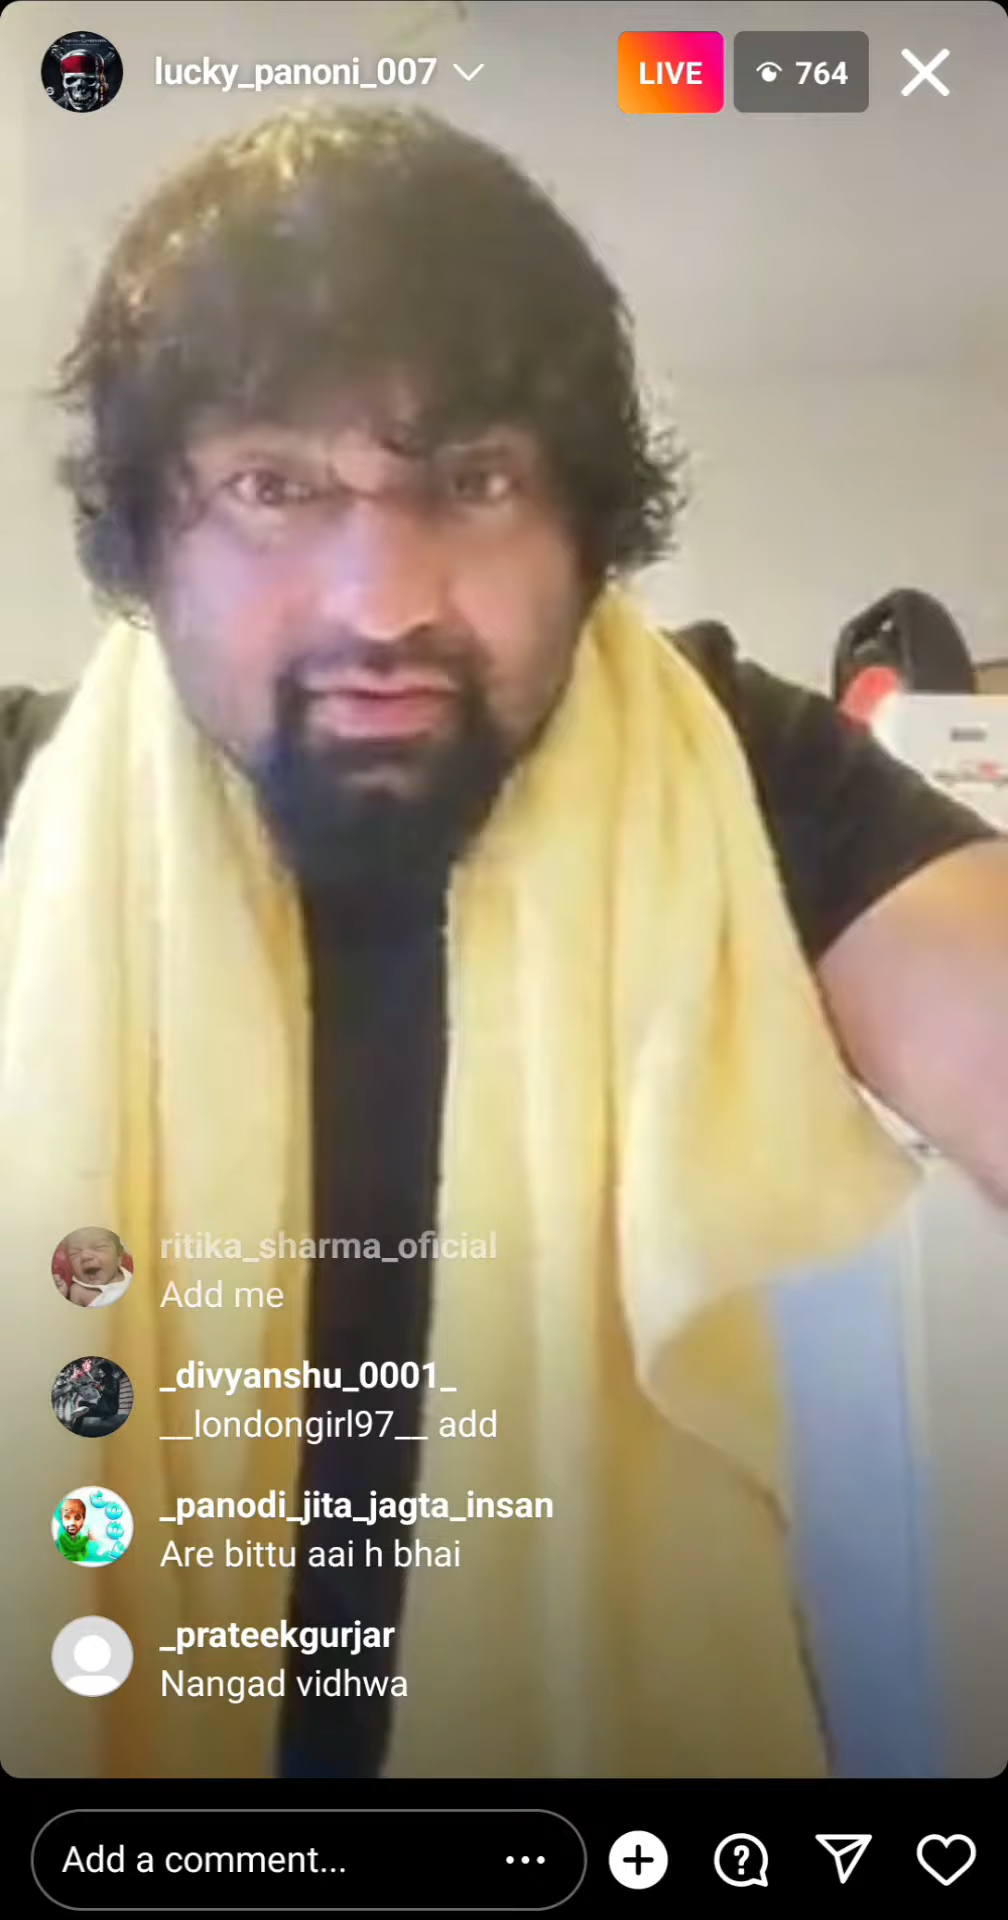 lucky_panoni_007
LIVE
764
ritika_sharma_oficial
Add me
_divyanshu_0001_
__londongirl97__ add
_panodi_jita_jagta_insan
Are bittu aai h bhai
_prateekgurjar
Nangad vidhwa
Add a comment...